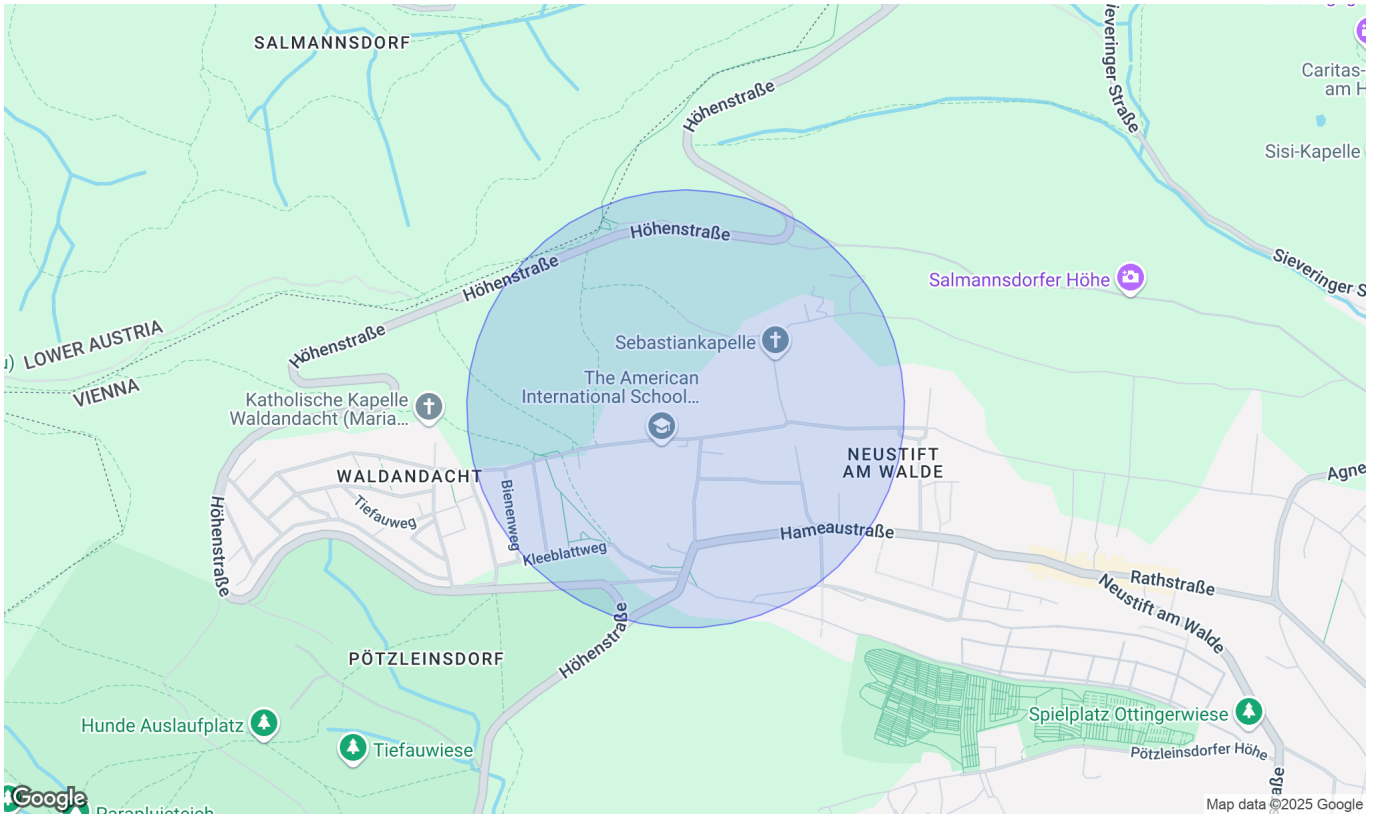 SALMANNSDORF
Höhenstraße
Sieveringer Straße
Caritas-
am H
Sisi-Kapelle
Höhenstraße
Höhenstraße
Sieveringer S
Salmannsdorfer Höhe
Höhenstraße
LOWER AUSTRIA
VIENNA
Sebastiankapelle
The American
International School...
Katholische Kapelle
Waldandacht (Maria...
NEUSTIFT
AM WALDE
WALDANDACHT
Agne
Tiefauweg
Bienenweg
Höhenstraße
Kleeblattweg
Hameaustraße
Rathstraße
Neustift am Walde
Höhenstraße
PÖTZLEINSDORF
Hunde Auslaufplatz
Tiefauwiese
Spielplatz Ottingerwiese
Pötzleinsdorfer Höhe
Google
Parapluieteich
Map data ©2025 Google